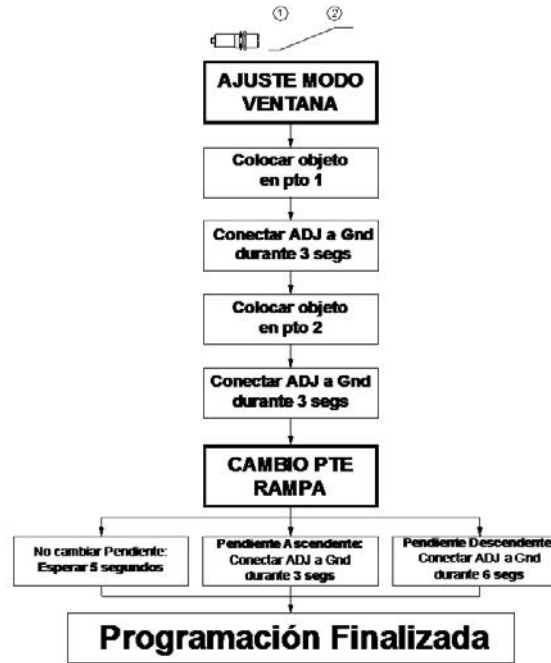 1 2
AJUSTE MODO
VENTANA
Colocar objeto
en pto 1
Conectar ADJ a Gnd
durante 3 segs
Colocar objeto
en pto 2
Conectar ADJ a Gnd
durante 3 segs
CAMBIO PTE
RAMPA
No cambiar Pendiente:
Esperar 5 segundos
Pendiente Ascendente:
Conectar ADJ a Gnd
durante 3 segs
Pendiente Descendente:
Conectar ADJ a Gnd
durante 6 segs
Programación Finalizada